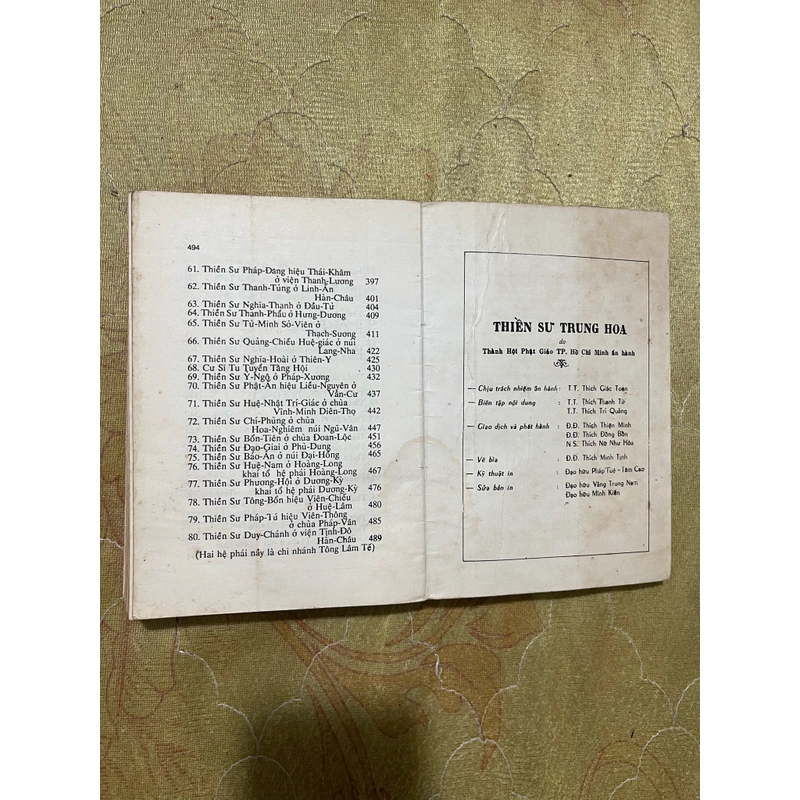 494
61. Thiền Sư Pháp-Đăng hiệu Thái-Khâm
ở viện Thanh-Lương 397
62. Thiền Sư Thanh-Tủng ở Linh-Ẩn
Hàn-Châu 401
63. Thiền Sư Nghĩa-Thanh ở Đầu-Tử 404
64. Thiền Sư Thanh-Phẩu ở Hưng-Dương 409
65. Thiền Sư Tử-Minh Sở-Viên ở
Thạch-Sương 411
66. Thiền Sư Quảng-Chiếu Huệ-giác ở núi
Lang-Nha 422
67. Thiền Sư Nghĩa-Hoài ở Thiên-Y 425
68. Cư Sĩ Tu Tuyển Tăng Hội 430
69. Thiền Sư Y-Ngộ ở Pháp-Xương 432
70. Thiền Sư Phật-Ấn hiệu Liễu-Nguyên ở
Vân-Cư 437
71. Thiền Sư Huệ-Nhật Trí-Giác ở chùa
Vĩnh-Minh Diên-Thọ 442
72. Thiền Sư Chí-Phùng ở chùa
Hoa-Nghiêm núi Ngũ-Vân 447
73. Thiền Sư Bổn-Tiên ở chùa Đoan-Lộc 451
74. Thiền Sư Đạo-Giai ở Phù-Dung 456
75. Thiền Sư Báo-Ân ở núi Đại-Hồng 465
76. Thiền Sư Huệ-Nam ở Hoàng-Long
khai tổ hệ phái Hoàng-Long 467
77. Thiền Sư Phương-Hội ở Dương-Kỳ
khai tổ hệ phái Dương-Kỳ 476
78. Thiền Sư Tông-Bổn hiệu Viên-Chiếu
ở Huệ-Lâm 480
79. Thiền Sư Pháp-Tú hiệu Viên-Thông
ở chùa Pháp-Vân 485
80. Thiền Sư Duy-Chánh ở viện Tịnh-Độ
Hàn-Châu 489
(Hai hệ phái nầy là chi nhánh Tông Lâm Tế)
THIỀN SƯ TRUNG HOA
do
Thành Hội Phật Giáo TP. Hồ Chí Minh ấn hành
— Chịu trách nhiệm ấn hành : T.T. Thích Giác Toàn
— Biên tập nội dung : T.T. Thích Thanh Từ
T.T. Thích Trí Quảng
— Giao dịch và phát hành : Đ.Đ. Thích Thiện Minh
Đ.Đ. Thích Đồng Bổn
N.S. Thích Nữ Như Hòa
— Vẽ bìa : Đ.Đ. Thích Minh Tịnh
— Kỹ thuật in : Đạo hữu Pháp Tuệ - Tâm Cao
— Sửa bản in : Đạo hữu Vàng Trung Nam
Đạo hữu Minh Kiến